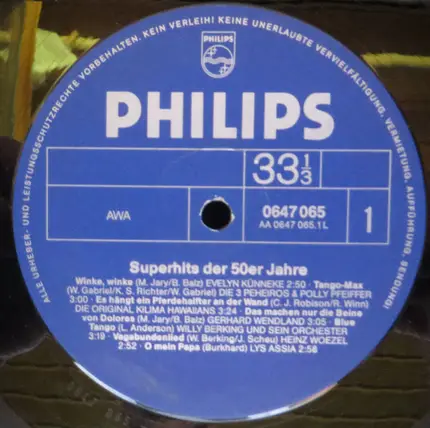 ALLE URHEBER- UND LEISTUNGSSCHUTZRECHTE VORBEHALTEN. KEIN VERLEIH! KEINE UNERLAUBTE VERVIELFÄLTIGUNG, VERMIETUNG, AUFFÜHRUNG, SENDUNG!
PHILIPS
PHILIPS
33 1/3
AWA
0647 065
AA 0647 065.1 L
1
Superhits der 50er Jahre
Winke, winke (M. Jary/B. Balz) EVELYN KÜNNEKE 2:50 · Tango-Max
(W. Gabriel/K. S. Richter/W. Gabriel) DIE 3 PEHEIROS & POLLY PFEIFFER
3:00 · Es hängt ein Pferdehalfter an der Wand (C. J. Robison/R. Winn)
DIE ORIGINAL KILIMA HAWAIIANS 3:24 · Das machen nur die Beine
von Dolores (M. Jary/B. Balz) GERHARD WENDLAND 3:05 · Blue
Tango (L. Anderson) WILLY BERKING UND SEIN ORCHESTER
3:19 · Vagabundenlied (W. Berking/J. Scheu) HEINZ WOEZEL
2:52 · O mein Papa (Burkhard) LYS ASSIA 2:58